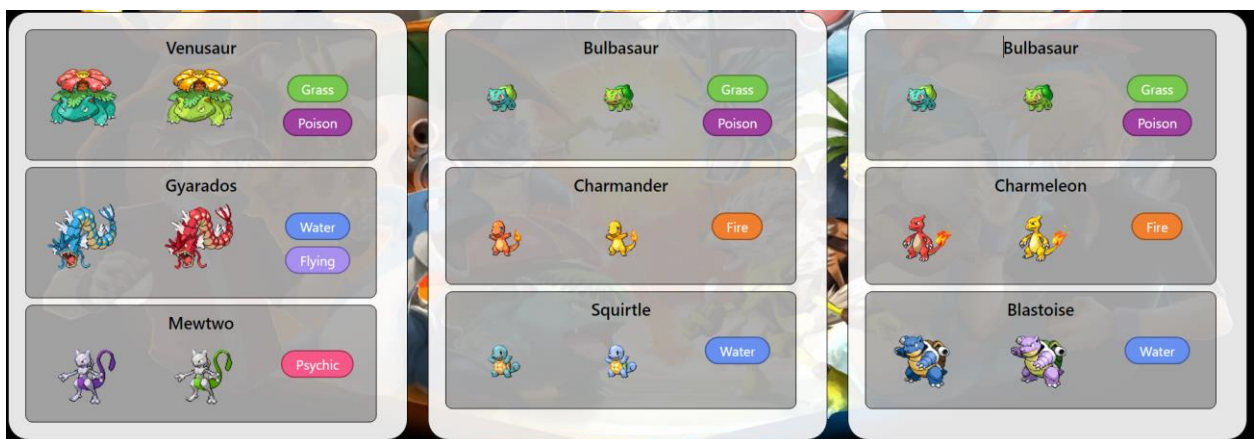 Venusaur
Grass
Poison
Gyarados
Water
Flying
Mewtwo
Psychic
Bulbasaur
Grass
Poison
Charmander
Fire
Squirtle
Water
Bulbasaur
Grass
Poison
Charmeleon
Fire
Blastoise
Water